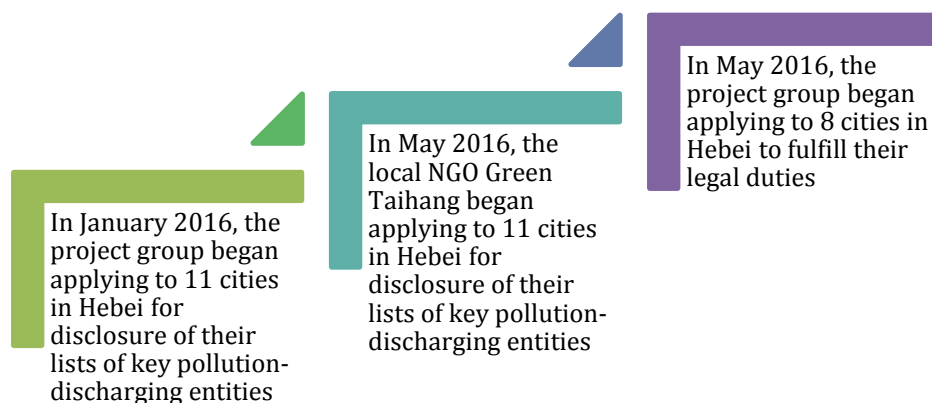 In January 2016, the
project group began
applying to 11 cities
in Hebei for
disclosure of their
lists of key pollution-
discharging entities
In May 2016, the
local NGO Green
Taihang began
applying to 11 cities
in Hebei for
disclosure of their
lists of key pollution-
discharging entities
In May 2016, the
project group began
applying to 8 cities in
Hebei to fulfill their
legal duties